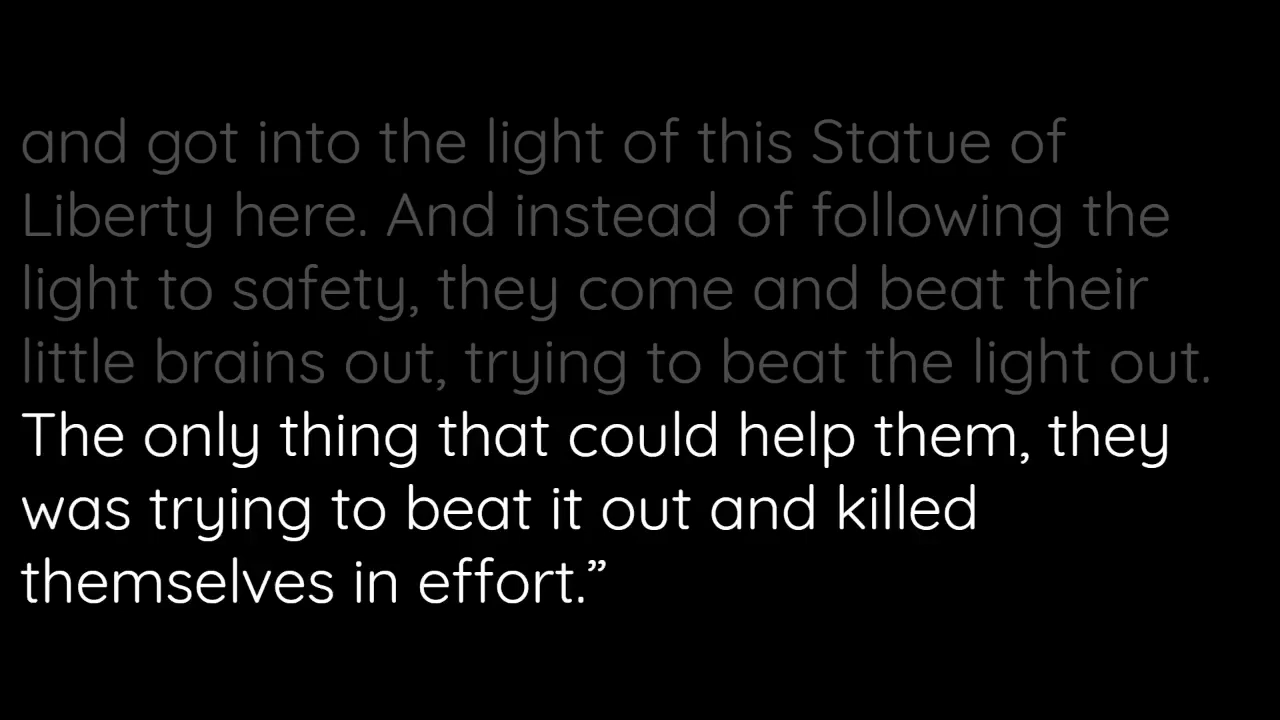 and got into the light of this Statue of
Liberty here. And instead of following the
light to safety, they come and beat their
little brains out, trying to beat the light out.
The only thing that could help them, they
was trying to beat it out and killed
themselves in effort.”